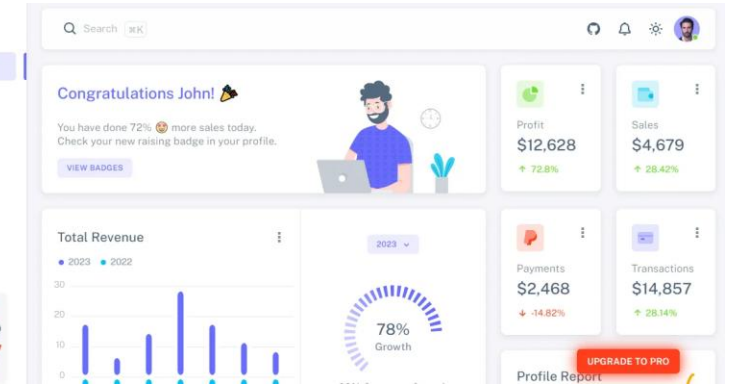 Search ⌘K
Congratulations John! 🎉
You have done 72% 🤩 more sales today.
Check your new raising badge in your profile.
VIEW BADGES
Profit
$12,628
↑ 72.8%
Sales
$4,679
↑ 28.42%
Total Revenue
2023 2022
30
20
10
0
2023
78%
Growth
Payments
$2,468
↓ -14.82%
Transactions
$14,857
↑ 28.14%
Profile Report
UPGRADE TO PRO